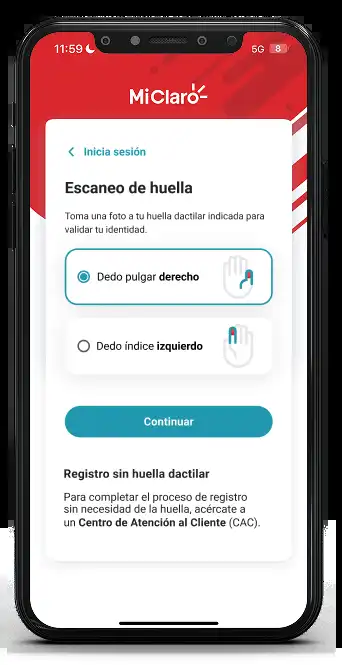 11:59
5G 8
MiClaro
Inicia sesión
Escaneo de huella
Toma una foto a tu huella dactilar indicada para
validar tu identidad.
Dedo pulgar derecho
Dedo índice izquierdo
Continuar
Registro sin huella dactilar
Para completar el proceso de registro
sin necesidad de la huella, acércate a
un Centro de Atención al Cliente (CAC).